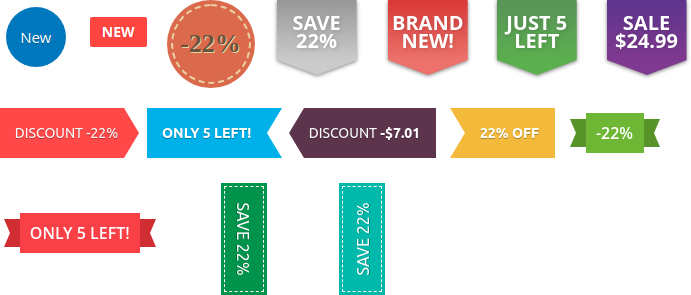 New
NEW
-22%
SAVE
22%
BRAND
NEW!
JUST 5
LEFT
SALE
$24.99
DISCOUNT -22%
ONLY 5 LEFT!
DISCOUNT -$7.01
22% OFF
-22%
ONLY 5 LEFT!
SAVE 22%
SAVE 22%